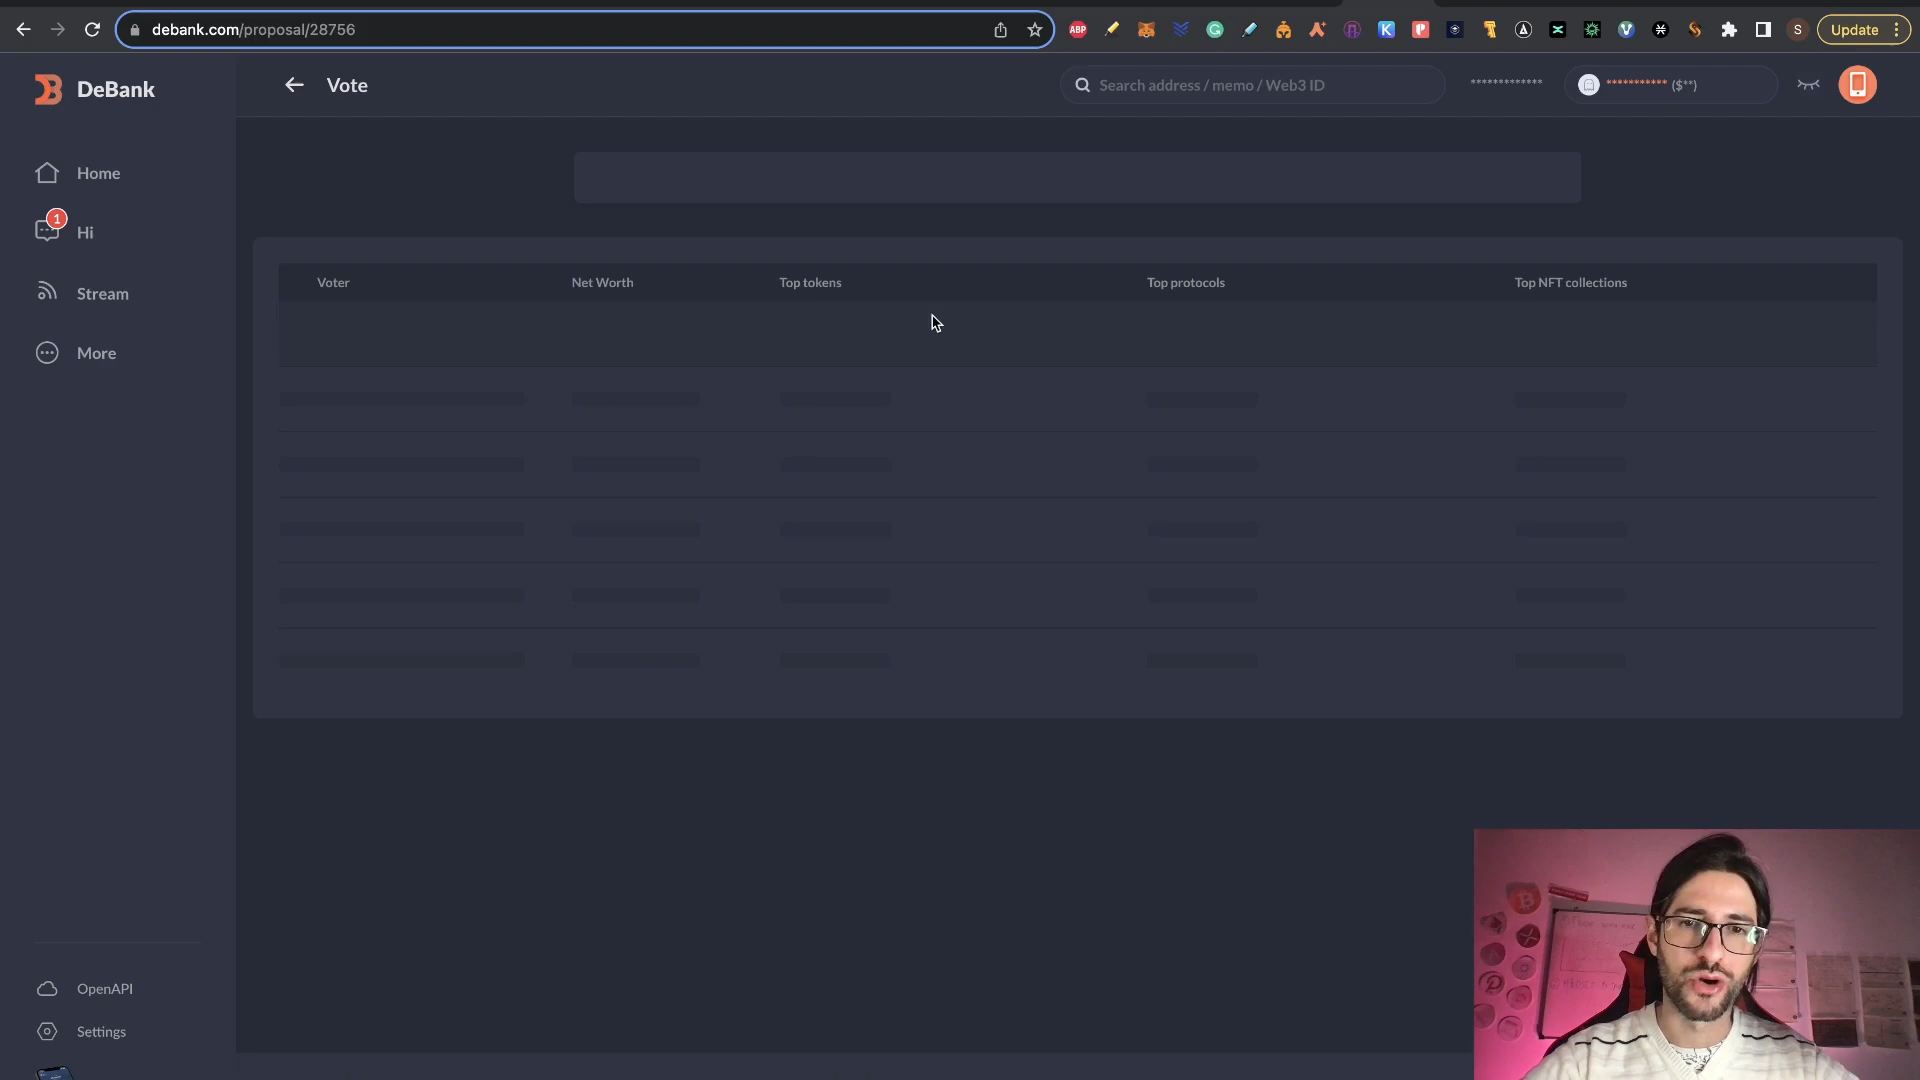 debank.com/proposal/28756
ABP
K
S
Update
DeBank
Vote
Search address / memo / Web3 ID
*************
*********** ($**)
Home
1
Hi
Stream
More
Voter
Net Worth
Top tokens
Top protocols
Top NFT collections
OpenAPI
Settings